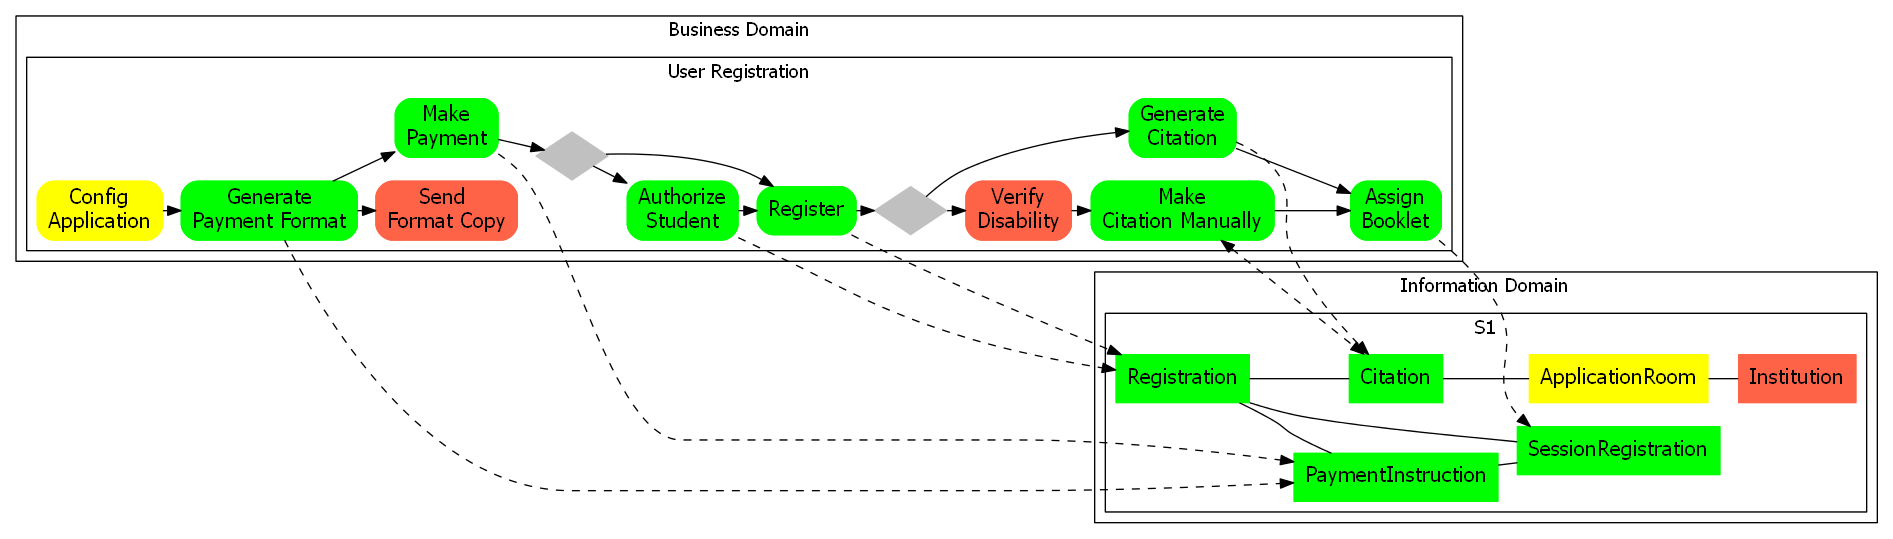 Business Domain
User Registration
Make
Payment
Generate
Citation
Config
Application
Generate
Payment Format
Send
Format Copy
Authorize
Student
Register
Verify
Disability
Make
Citation Manually
Assign
Booklet
Information Domain
S1
Registration
Citation
ApplicationRoom
Institution
SessionRegistration
PaymentInstruction